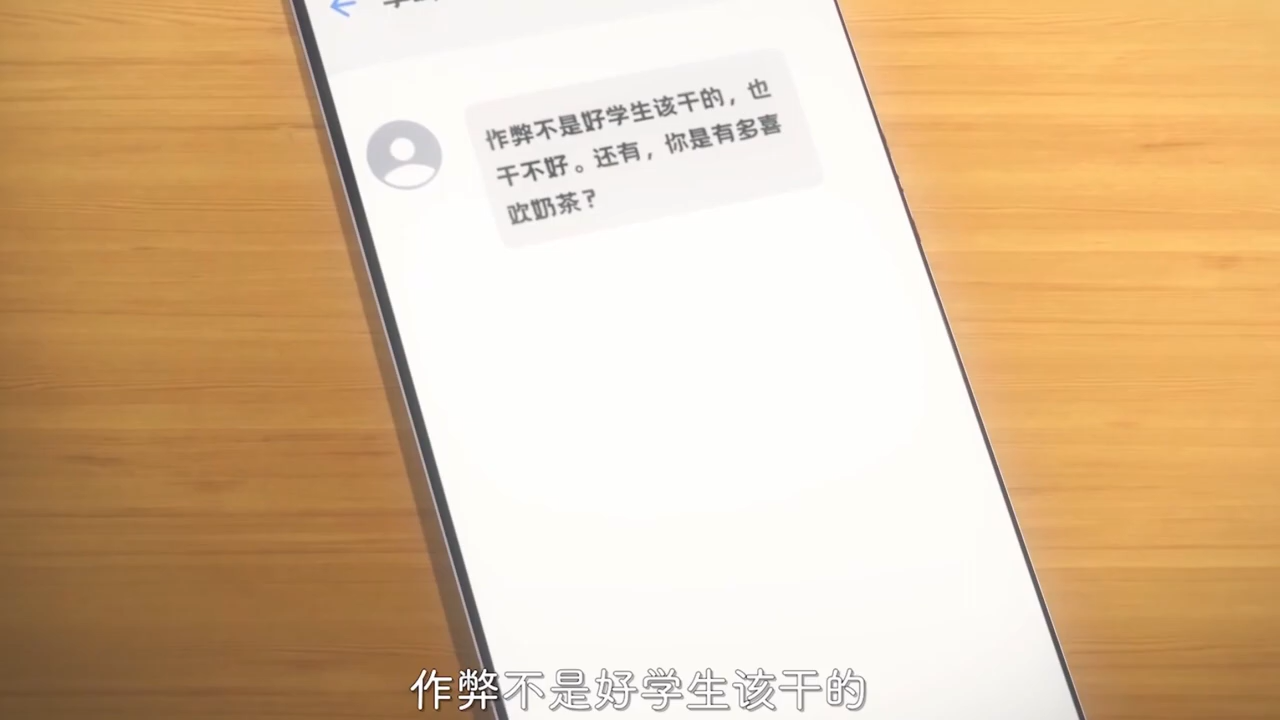 作弊不是好学生该干的，也
干不好。还有，你是有多喜
吹奶茶？
作弊不是好学生该干的